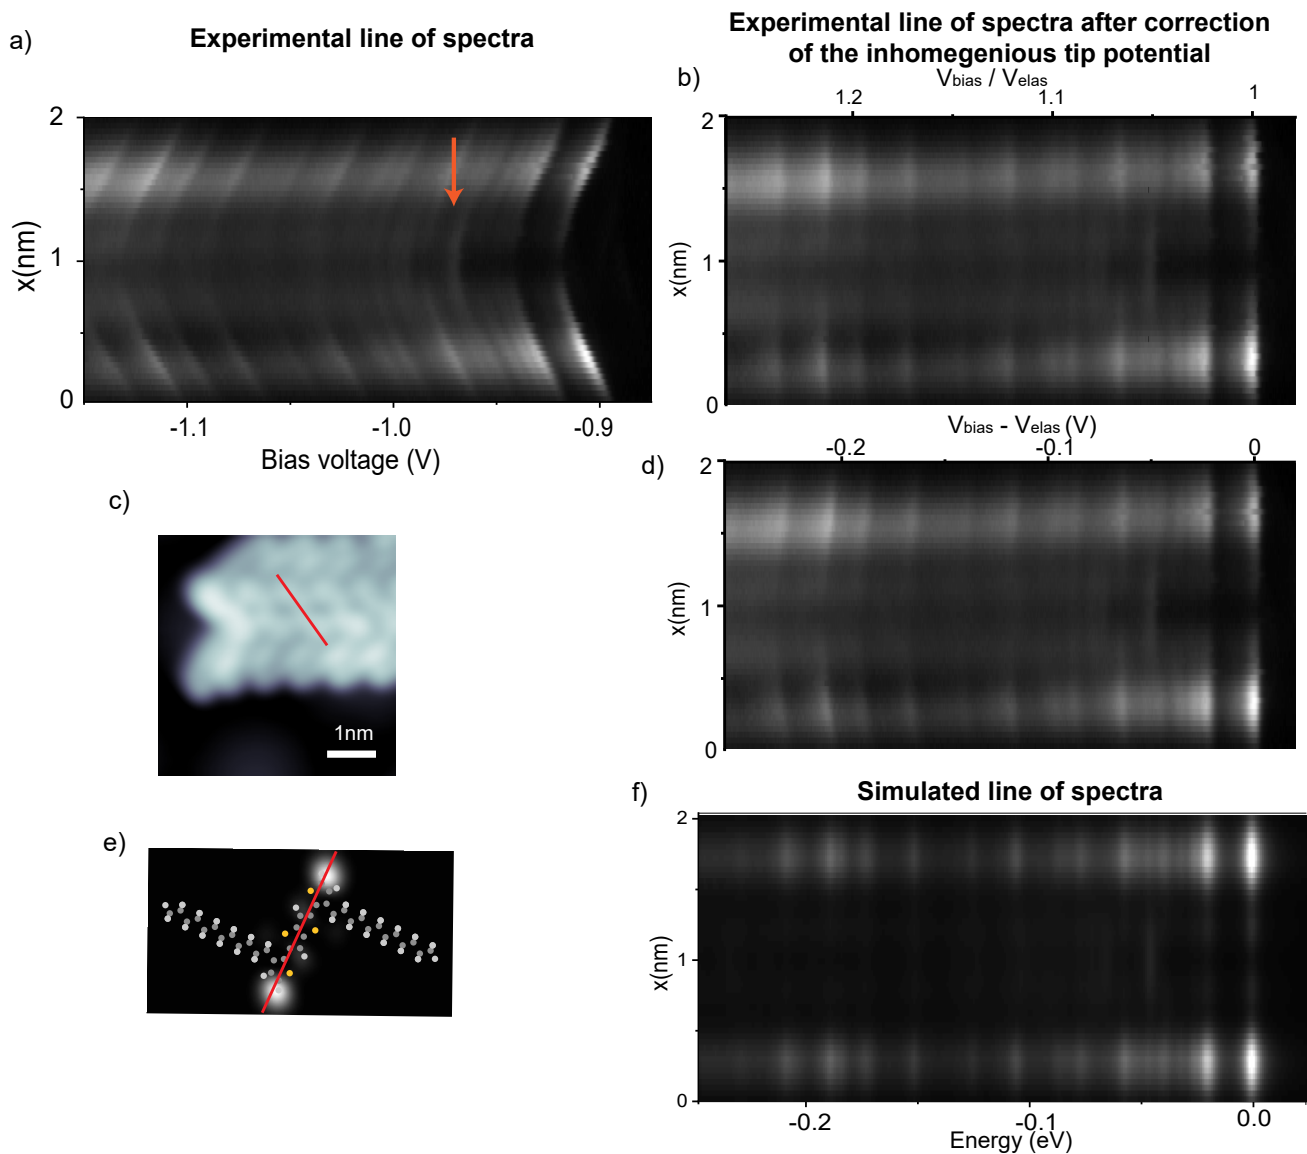 a)
Experimental line of spectra
2
1
0
x(nm)
-1.1
-1.0
-0.9
Bias voltage (V)
Experimental line of spectra after correction
of the inhomegenious tip potential
b)
Vbias / Velas
1.2
1.1
1
2
1
0
x(nm)
c)
1nm
d)
Vbias - Velas (V)
-0.2
-0.1
0
2
1
0
x(nm)
e)
f)
Simulated line of spectra
2
1
0
x(nm)
-0.2
-0.1
0.0
Energy (eV)